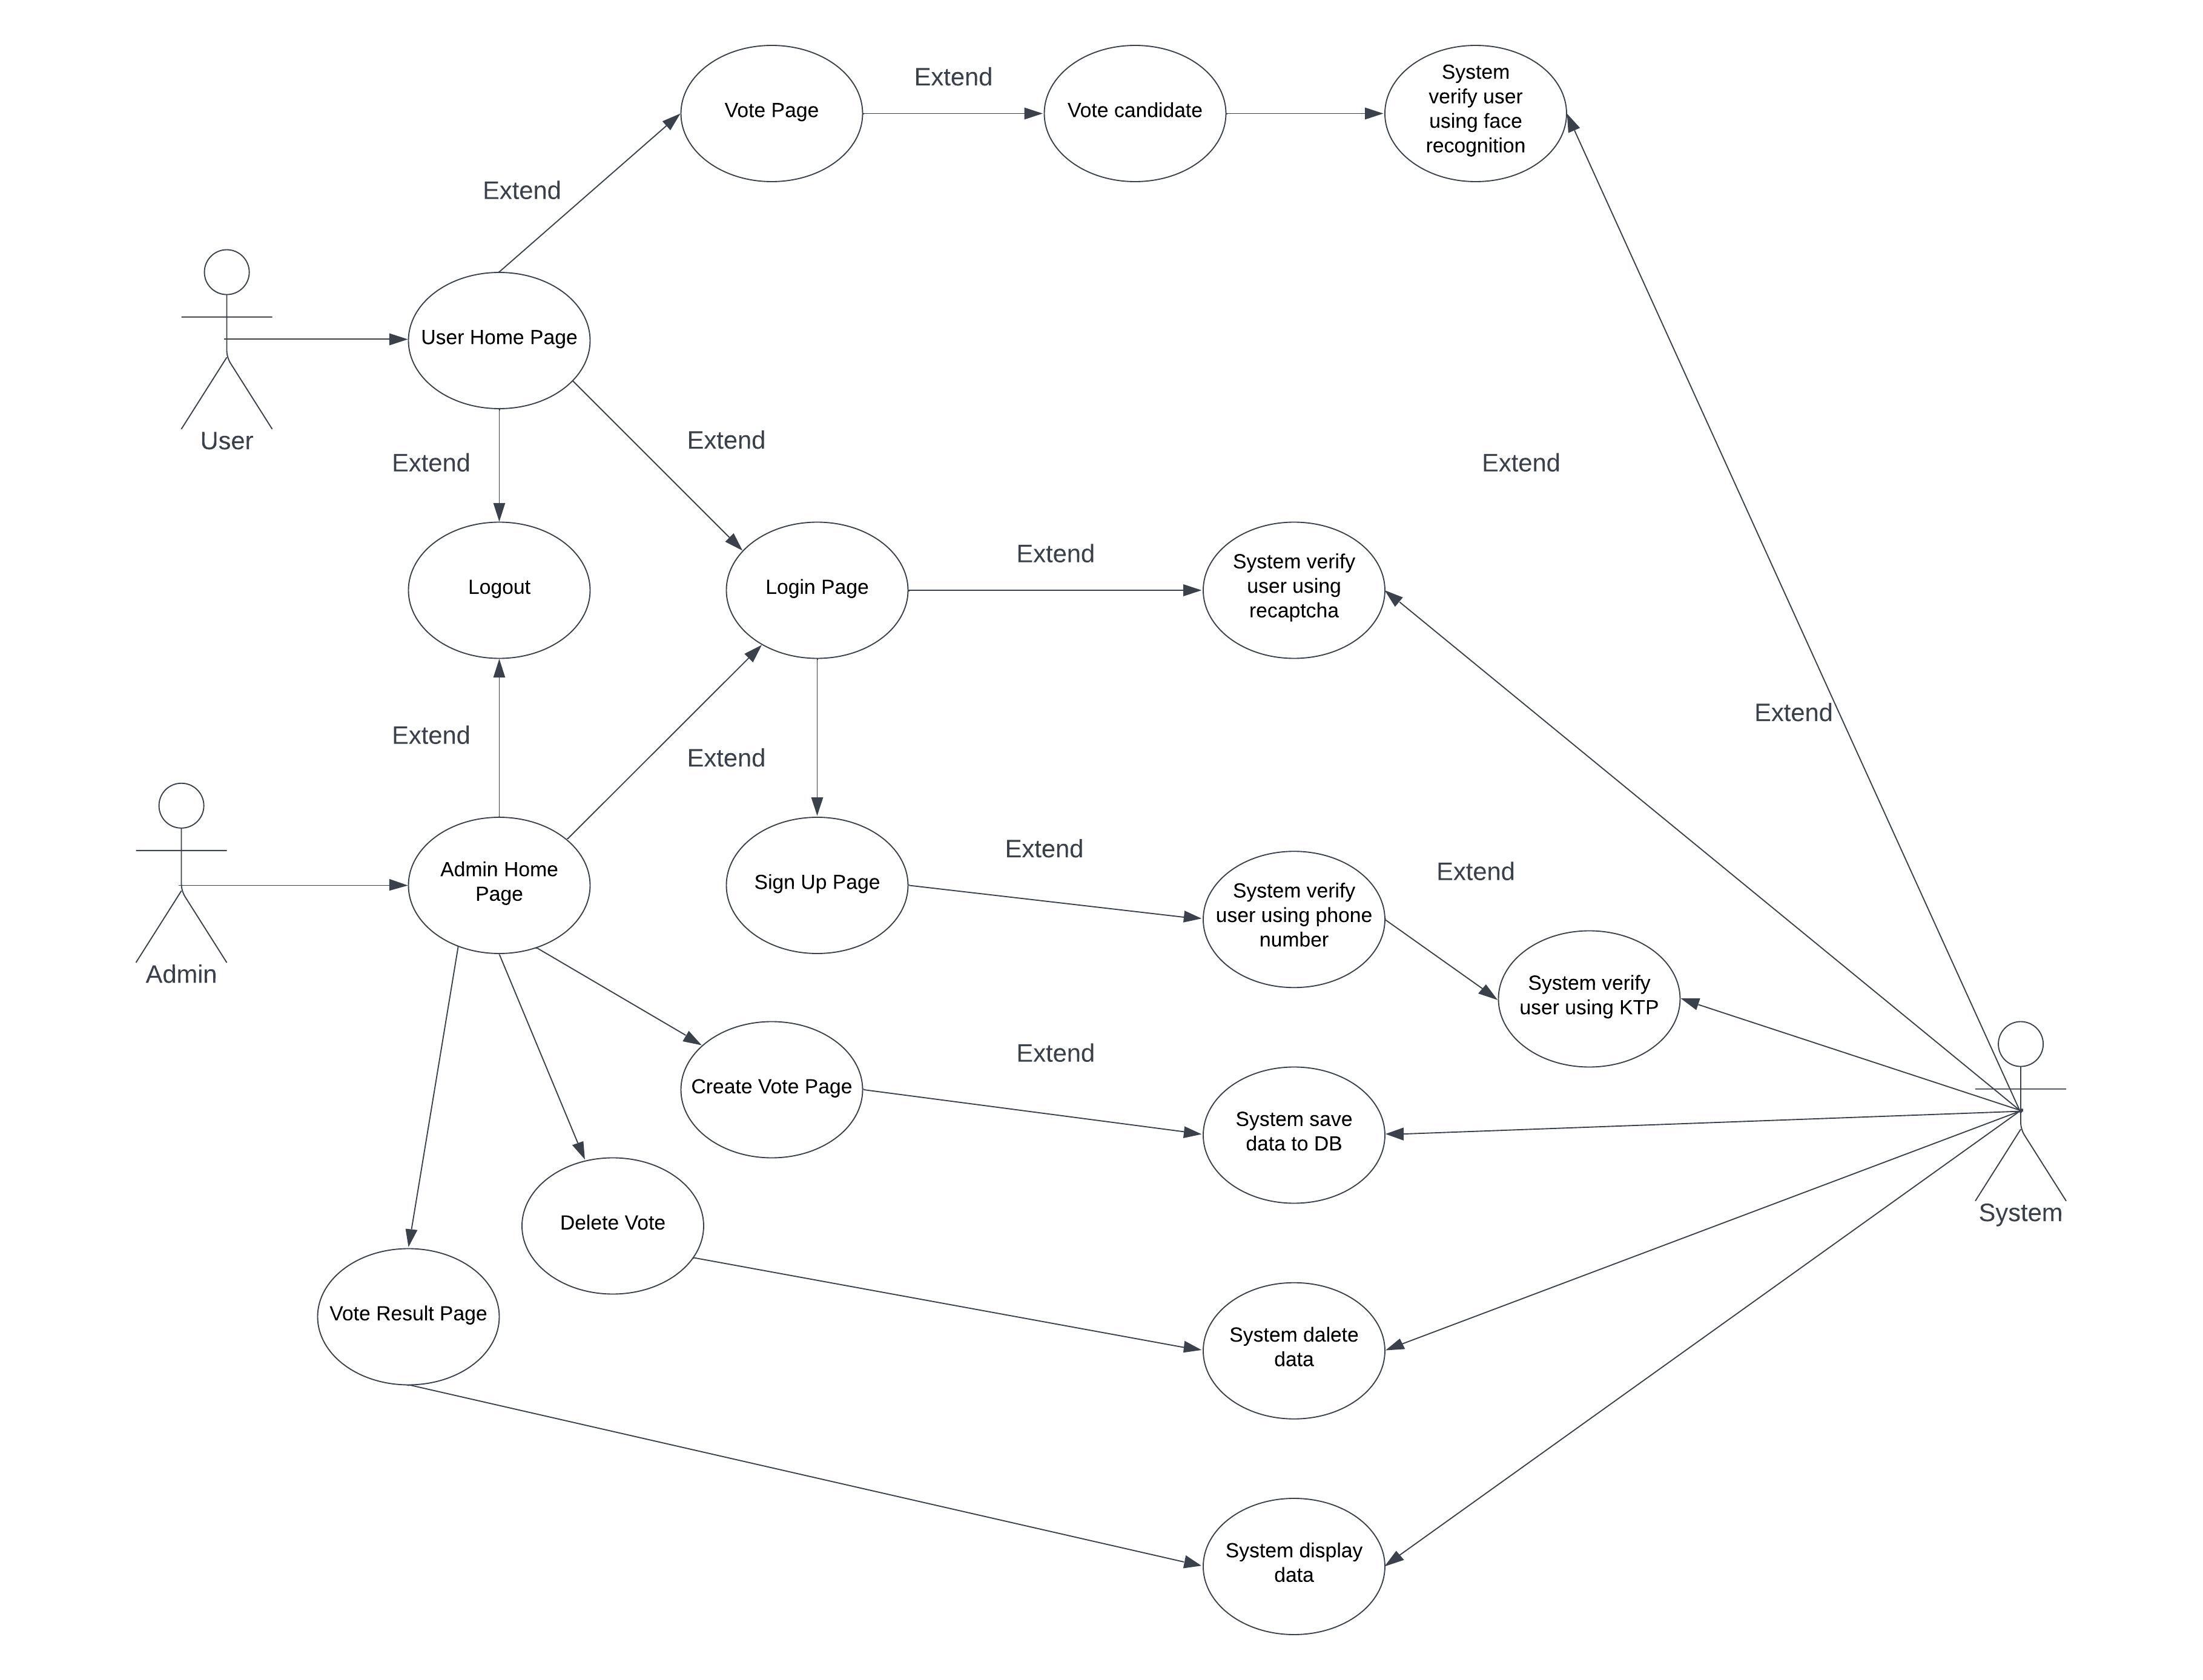 Extend
Vote Page
Vote candidate
System
verify user
using face
recognition
Extend
User Home Page
User
Extend
Extend
Extend
Logout
Login Page
Extend
System verify
user using
recaptcha
Extend
Extend
Extend
Admin Home
Page
Admin
Sign Up Page
Extend
System verify
user using phone
number
Extend
System verify
user using KTP
Create Vote Page
Extend
System save
data to DB
System
Delete Vote
Vote Result Page
System dalete
data
System display
data